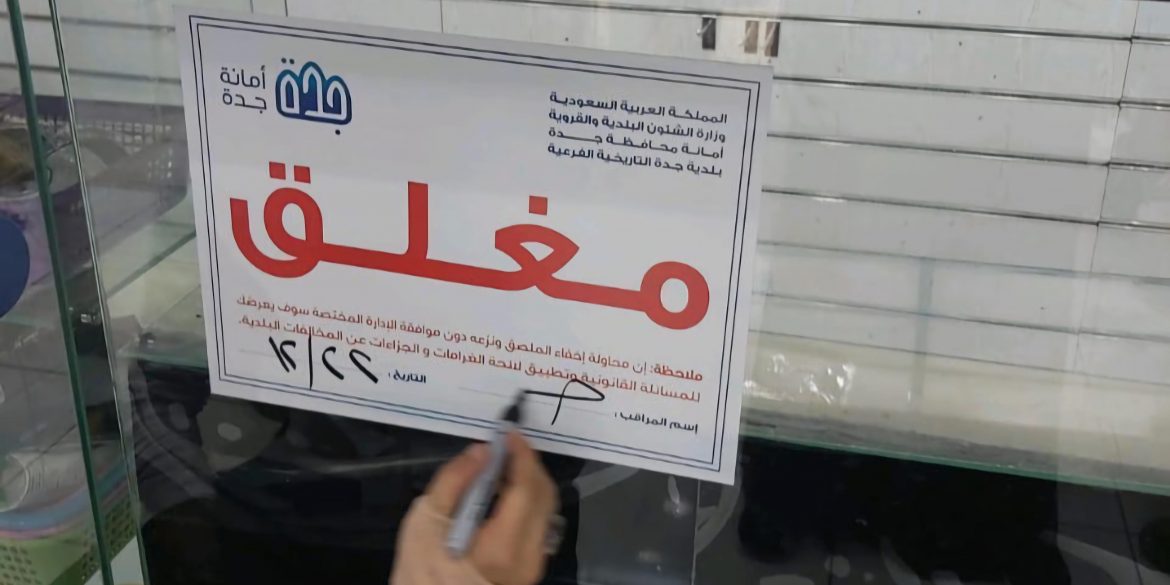 المملكة العربية السعودية
وزارة الشئون البلدية والقروية
أمانة محافظة جدة
بلدية جدة التاريخية الفرعية
أمانة
جدة
جدة
مغلق
ملاحظة: إن محاولة إخفاء الملصق ونزعه دون موافقة الإدارة المختصة سوف يعرضك
للمسائلة القانونية وتطبيق لائحة الغرامات و الجزاءات عن المخالفات البلدية.
إسم المراقب :
التاريخ : ١٢/٢٢